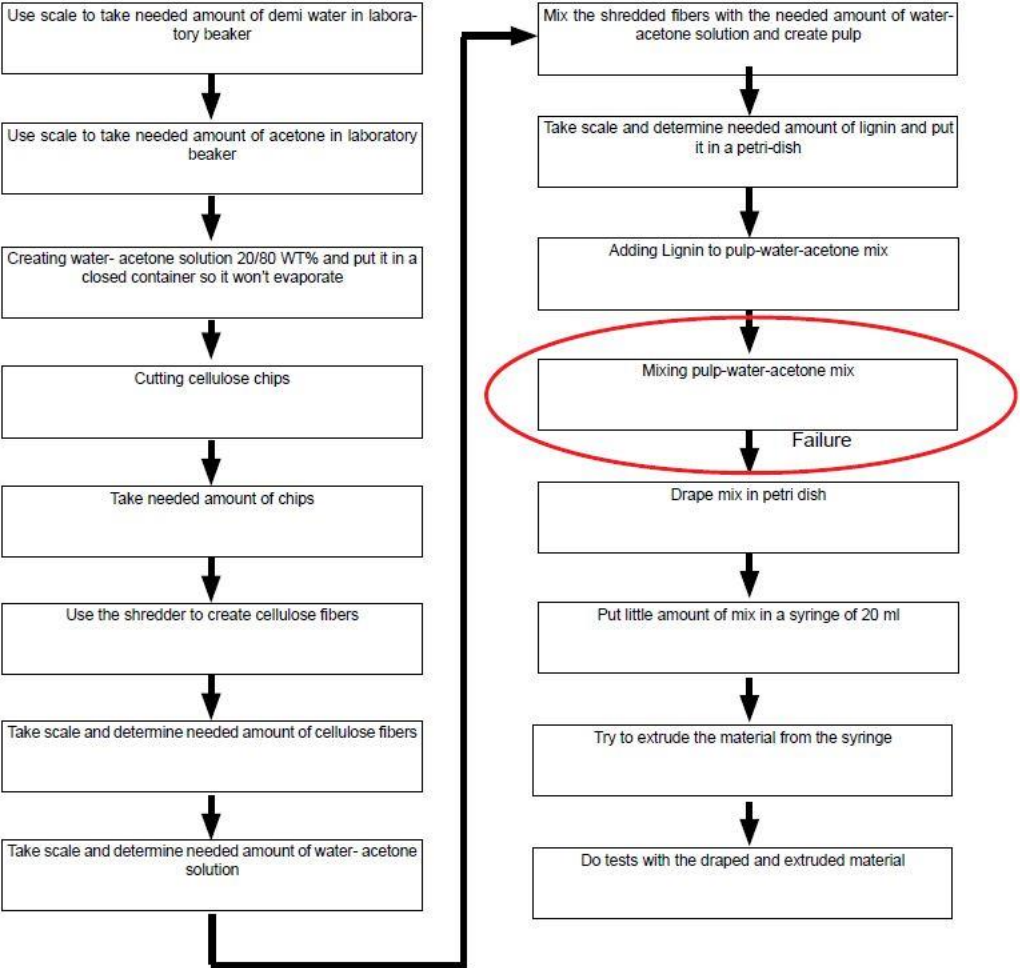 Use scale to take needed amount of demi water in labora-
tory beaker
Use scale to take needed amount of acetone in laboratory
beaker
Creating water- acetone solution 20/80 WT% and put it in a
closed container so it won't evaporate
Cutting cellulose chips
Take needed amount of chips
Use the shredder to create cellulose fibers
Take scale and determine needed amount of cellulose fibers
Take scale and determine needed amount of water- acetone
solution
Mix the shredded fibers with the needed amount of water-
acetone solution and create pulp
Take scale and determine needed amount of lignin and put
it in a petri-dish
Adding Lignin to pulp-water-acetone mix
Mixing pulp-water-acetone mix
Failure
Drape mix in petri dish
Put little amount of mix in a syringe of 20 ml
Try to extrude the material from the syringe
Do tests with the draped and extruded material